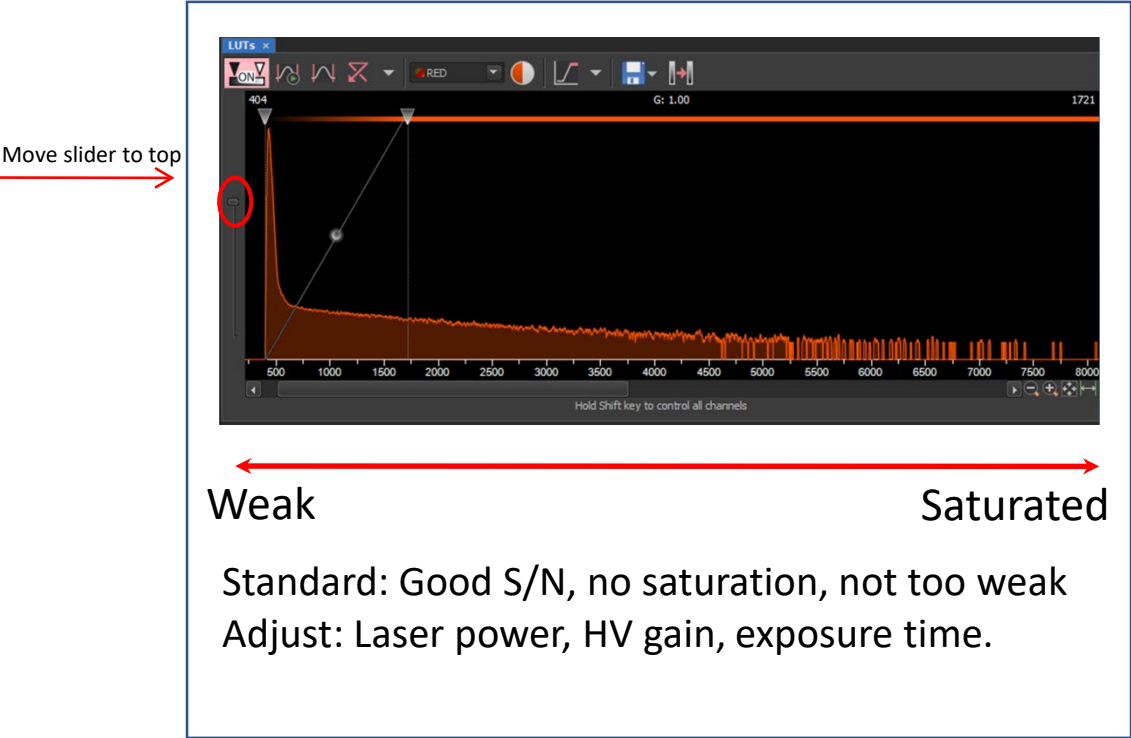 LUTs ×
ON
RED
404
G: 1.00
1721
Move slider to top
500 1000 1500 2000 2500 3000 3500 4000 4500 5000 5500 6000 6500 7000 7500 8000
Hold Shift key to control all channels
Weak
Saturated
Standard: Good S/N, no saturation, not too weak
Adjust: Laser power, HV gain, exposure time.